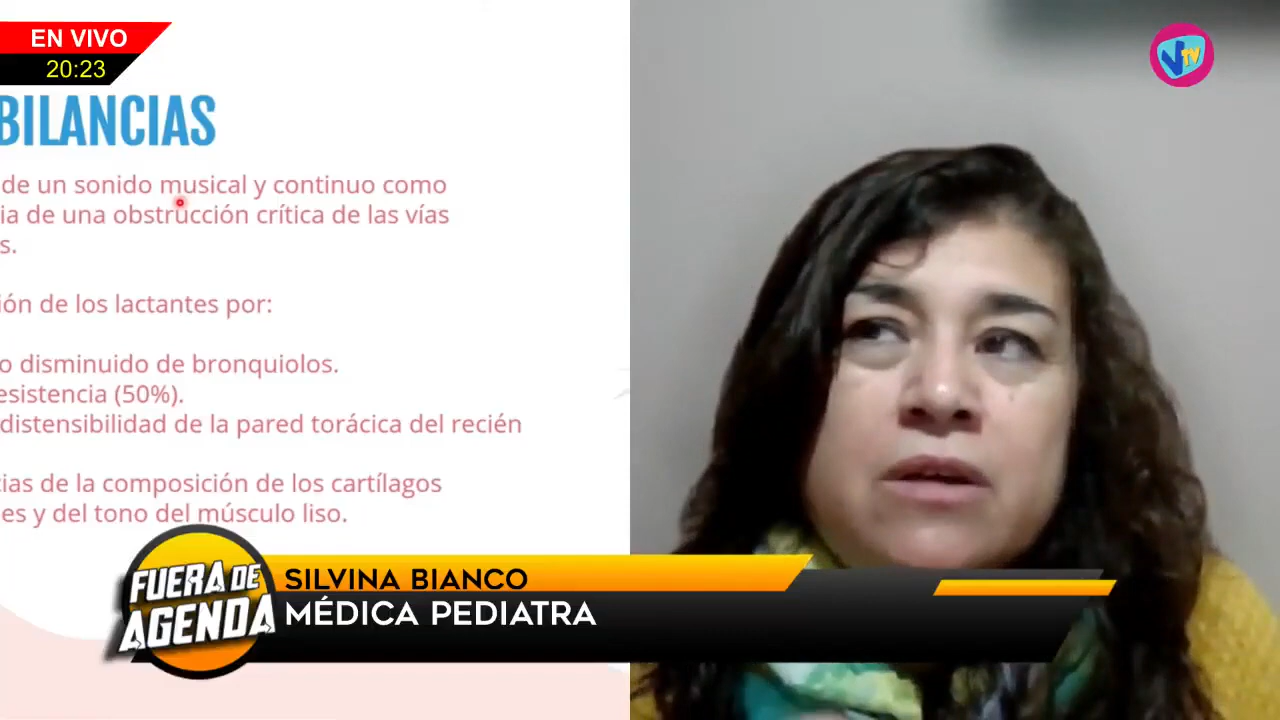 EN VIVO
20:23
BILANCIAS
de un sonido musical y continuo como
ia de una obstrucción crítica de las vías
s.
ión de los lactantes por:
o disminuido de bronquiolos.
esistencia (50%).
distensibilidad de la pared torácica del recién
ias de la composición de los cartílagos
es y del tono del músculo liso.
FUERA DE
AGENDA
SILVINA BIANCO
MÉDICA PEDIATRA
VTV